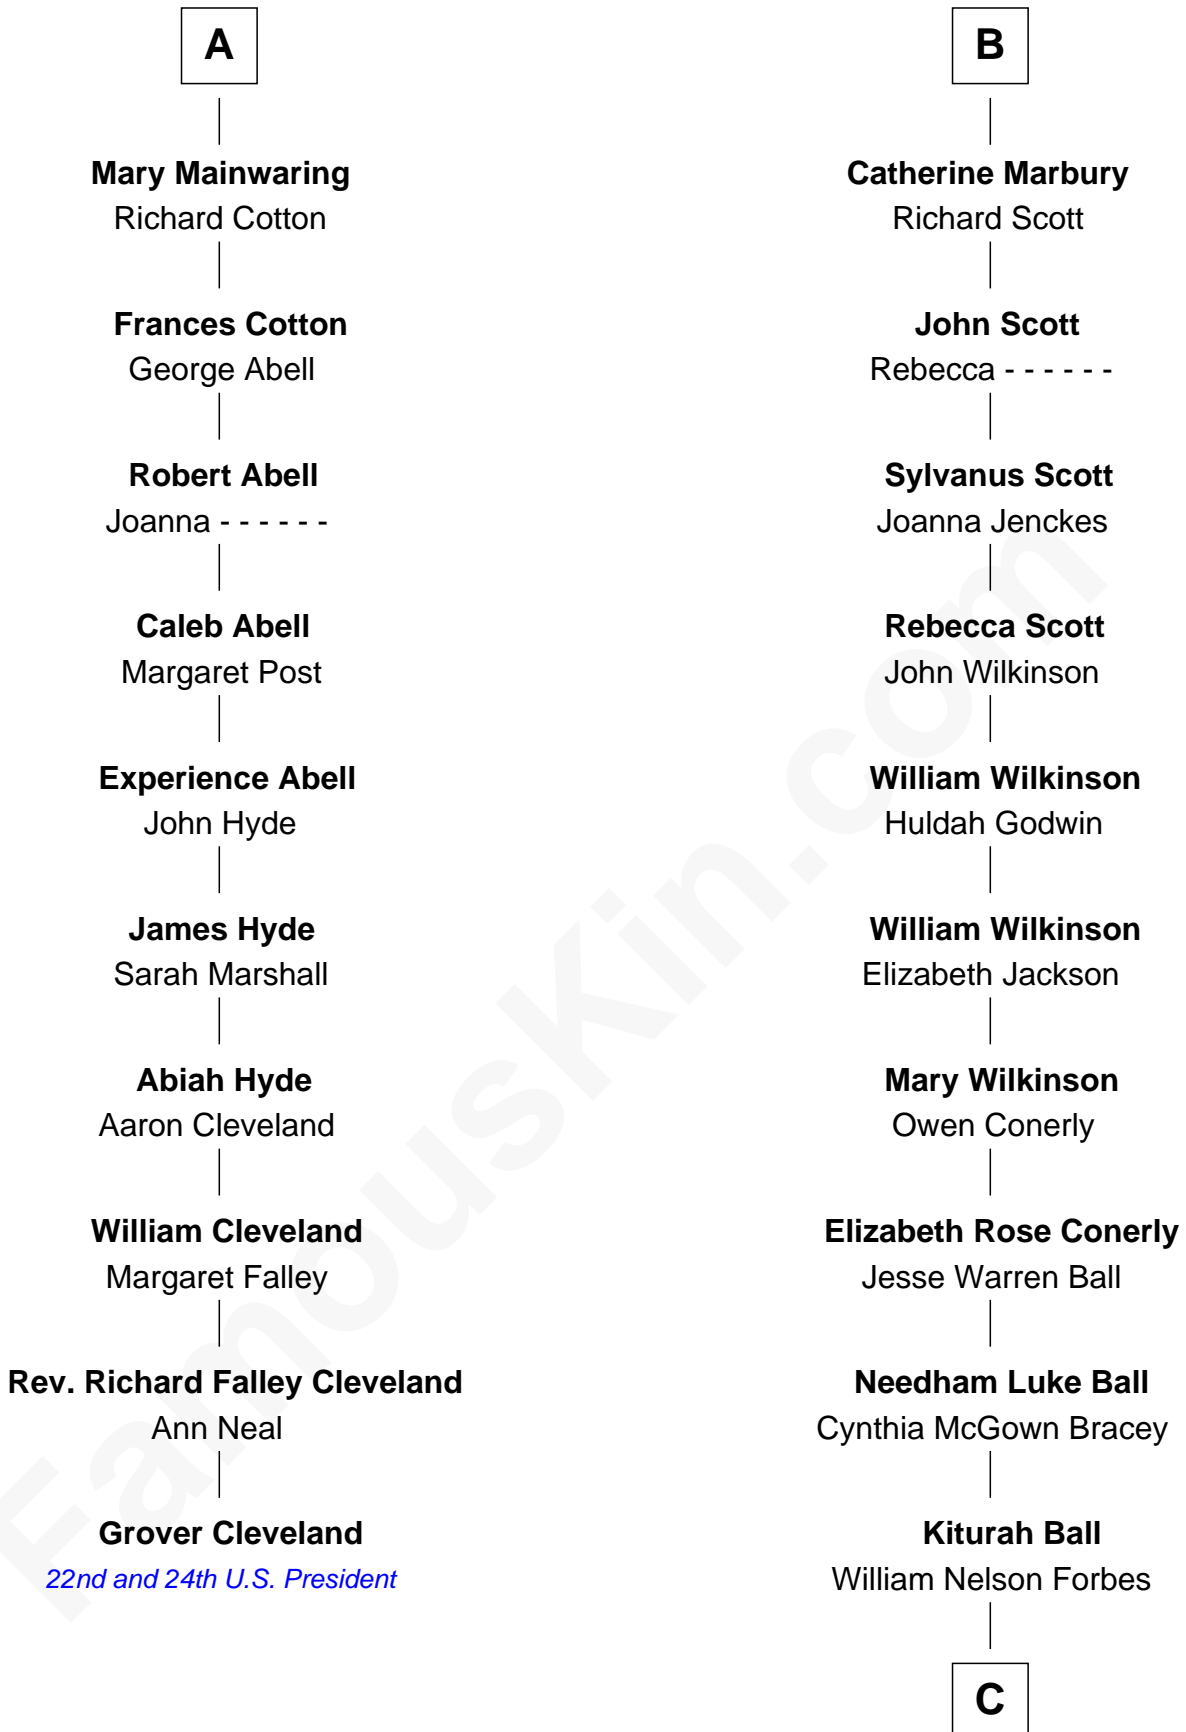 A
Mary Mainwaring
Richard Cotton
Frances Cotton
George Abell
Robert Abell
Joanna - - - - - -
Caleb Abell
Margaret Post
Experience Abell
John Hyde
James Hyde
Sarah Marshall
Abiah Hyde
Aaron Cleveland
William Cleveland
Margaret Falley
Rev. Richard Falley Cleveland
Ann Neal
Grover Cleveland
22nd and 24th U.S. President
B
Catherine Marbury
Richard Scott
John Scott
Rebecca - - - - - -
Sylvanus Scott
Joanna Jenckes
Rebecca Scott
John Wilkinson
William Wilkinson
Huldah Godwin
William Wilkinson
Elizabeth Jackson
Mary Wilkinson
Owen Conerly
Elizabeth Rose Conerly
Jesse Warren Ball
Needham Luke Ball
Cynthia McGown Bracey
Kiturah Ball
William Nelson Forbes
C
FamousKin.com